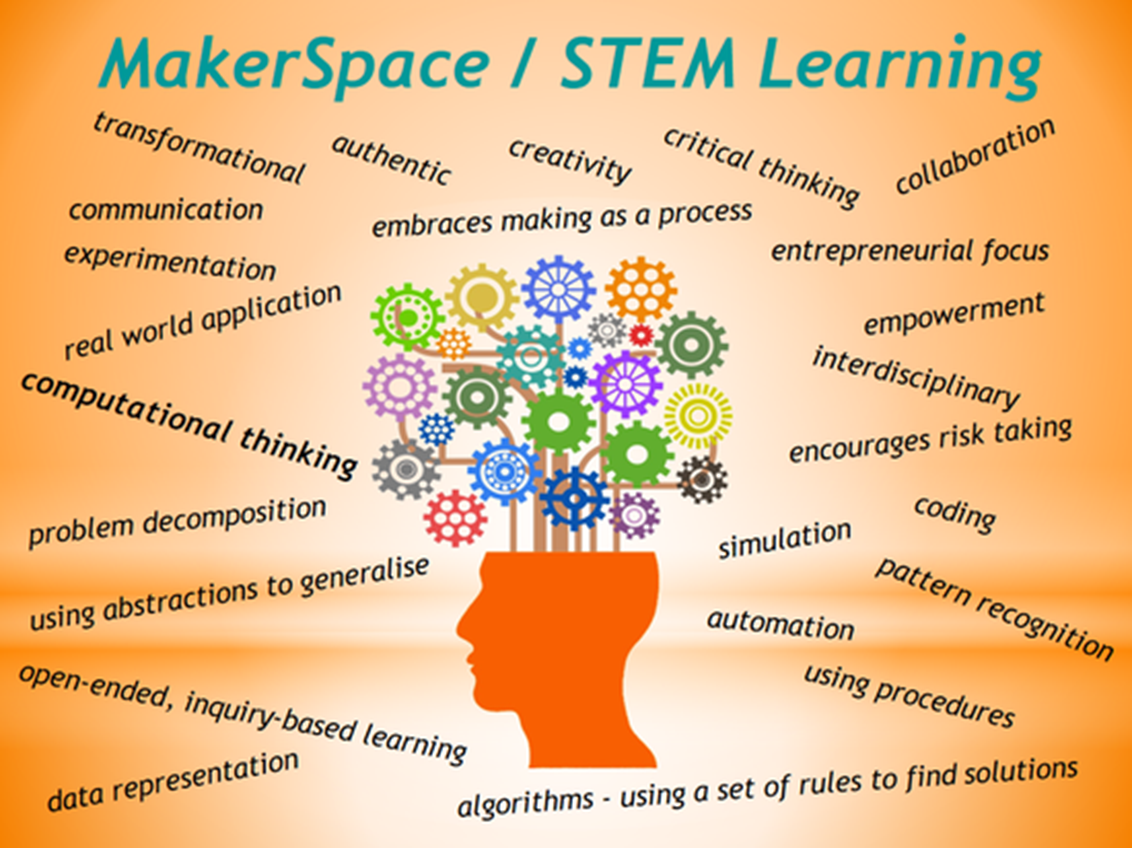 MakerSpace / STEM Learning
transformational
authentic
creativity
critical thinking
collaboration
communication
embraces making as a process
experimentation
entrepreneurial focus
real world application
empowerment
computational thinking
interdisciplinary
encourages risk taking
problem decomposition
coding
simulation
using abstractions to generalise
pattern recognition
automation
open-ended, inquiry-based learning
using procedures
data representation
algorithms - using a set of rules to find solutions